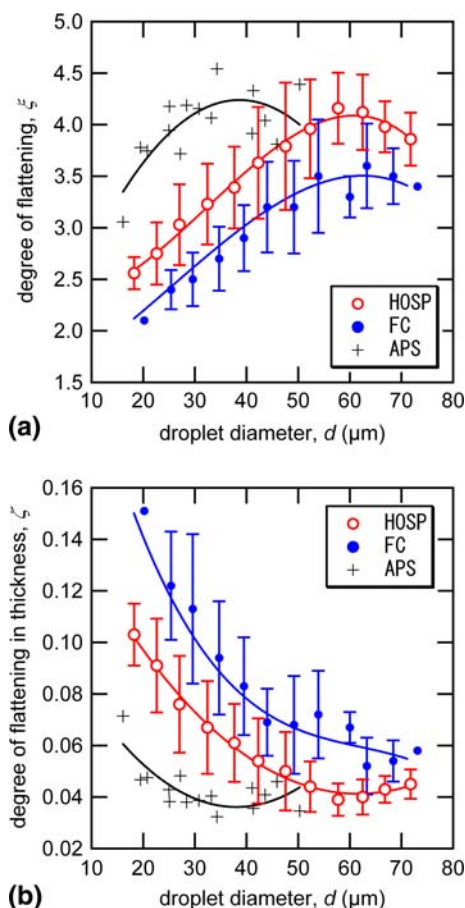 5.0
4.5
4.0
3.5
3.0
2.5
2.0
1.5
degree of flattening, ξ
HOSP
FC
APS
10 20 30 40 50 60 70 80
droplet diameter, d (μm)
(a)
0.16
0.14
0.12
0.10
0.08
0.06
0.04
0.02
degree of flattening in thickness, ζ
HOSP
FC
APS
10 20 30 40 50 60 70 80
droplet diameter, d (μm)
(b)